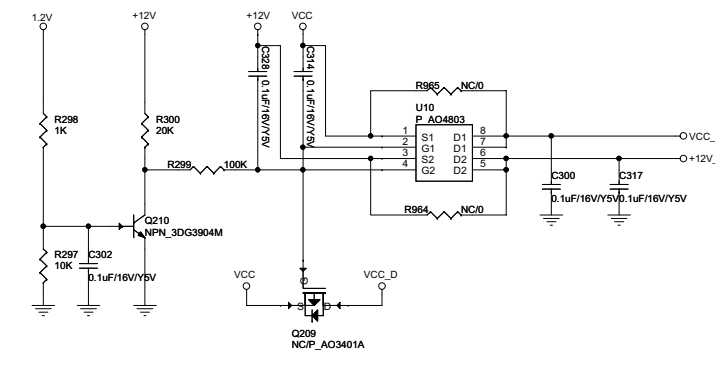 1.2V
+12V
+12V
VCC
C328
0.1uF/16V/Y5V
C314
0.1uF/16V/Y5V
R965
NC/0
U10
P_AO4803
R298
1K
R300
20K
1
S1
D1
8
2
G1
D1
7
3
S2
D2
6
4
G2
D2
5
VCC_
+12V_
R299
100K
C300
0.1uF/16V/Y5V
C317
0.1uF/16V/Y5V
R964
NC/0
Q210
NPN_3DG3904M
R297
10K
C302
0.1uF/16V/Y5V
VCC
VCC_D
G
S
D
Q209
NC/P_AO3401A